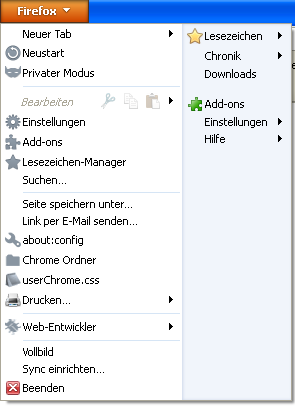 Firefox
Neuer Tab
Neustart
Privater Modus
Bearbeiten
Einstellungen
Add-ons
Lesezeichen-Manager
Suchen...
Seite speichern unter...
Link per E-Mail senden...
about:config
Chrome Ordner
userChrome.css
Drucken...
Web-Entwickler
Vollbild
Sync einrichten...
Beenden
Lesezeichen
Chronik
Downloads
Add-ons
Einstellungen
Hilfe